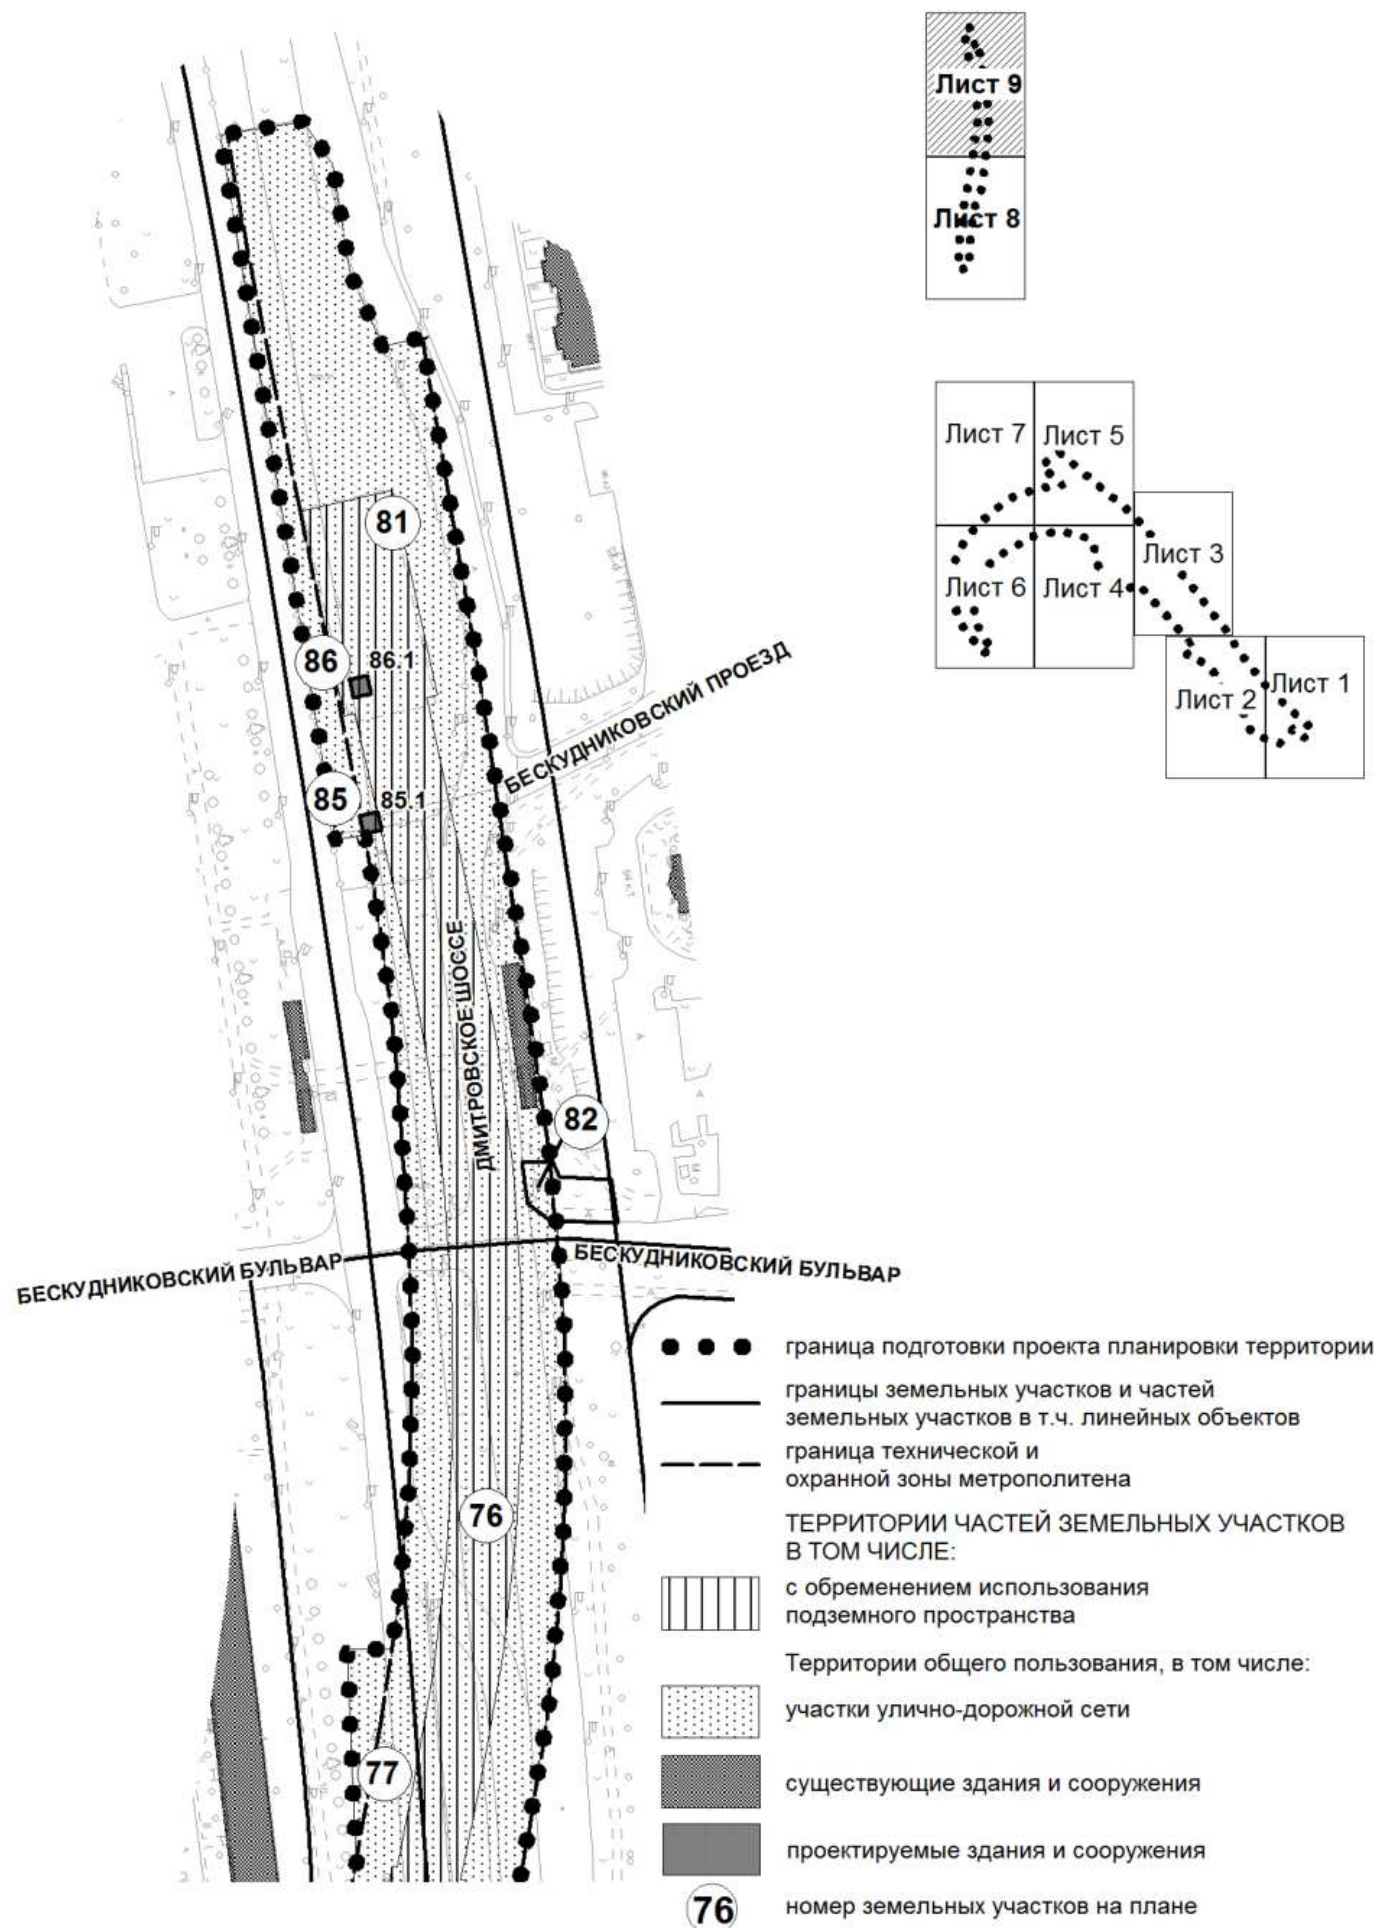 Лист 9
Лист 8
Лист 7
Лист 5
Лист 3
Лист 6
Лист 4
Лист 2
Лист 1
81
86
86.1
БЕСКУДНИКОВСКИЙ ПРОЕЗД
85
85.1
ДМИТРОВСКОЕ ШОССЕ
82
БЕСКУДНИКОВСКИЙ БУЛЬВАР
БЕСКУДНИКОВСКИЙ БУЛЬВАР
76
77
граница подготовки проекта планировки территории
границы земельных участков и частей
земельных участков в т.ч. линейных объектов
граница технической и
охранной зоны метрополитена
ТЕРРИТОРИИ ЧАСТЕЙ ЗЕМЕЛЬНЫХ УЧАСТКОВ
В ТОМ ЧИСЛЕ:
с обременением использования
подземного пространства
Территории общего пользования, в том числе:
участки улично-дорожной сети
существующие здания и сооружения
проектируемые здания и сооружения
76
номер земельных участков на плане